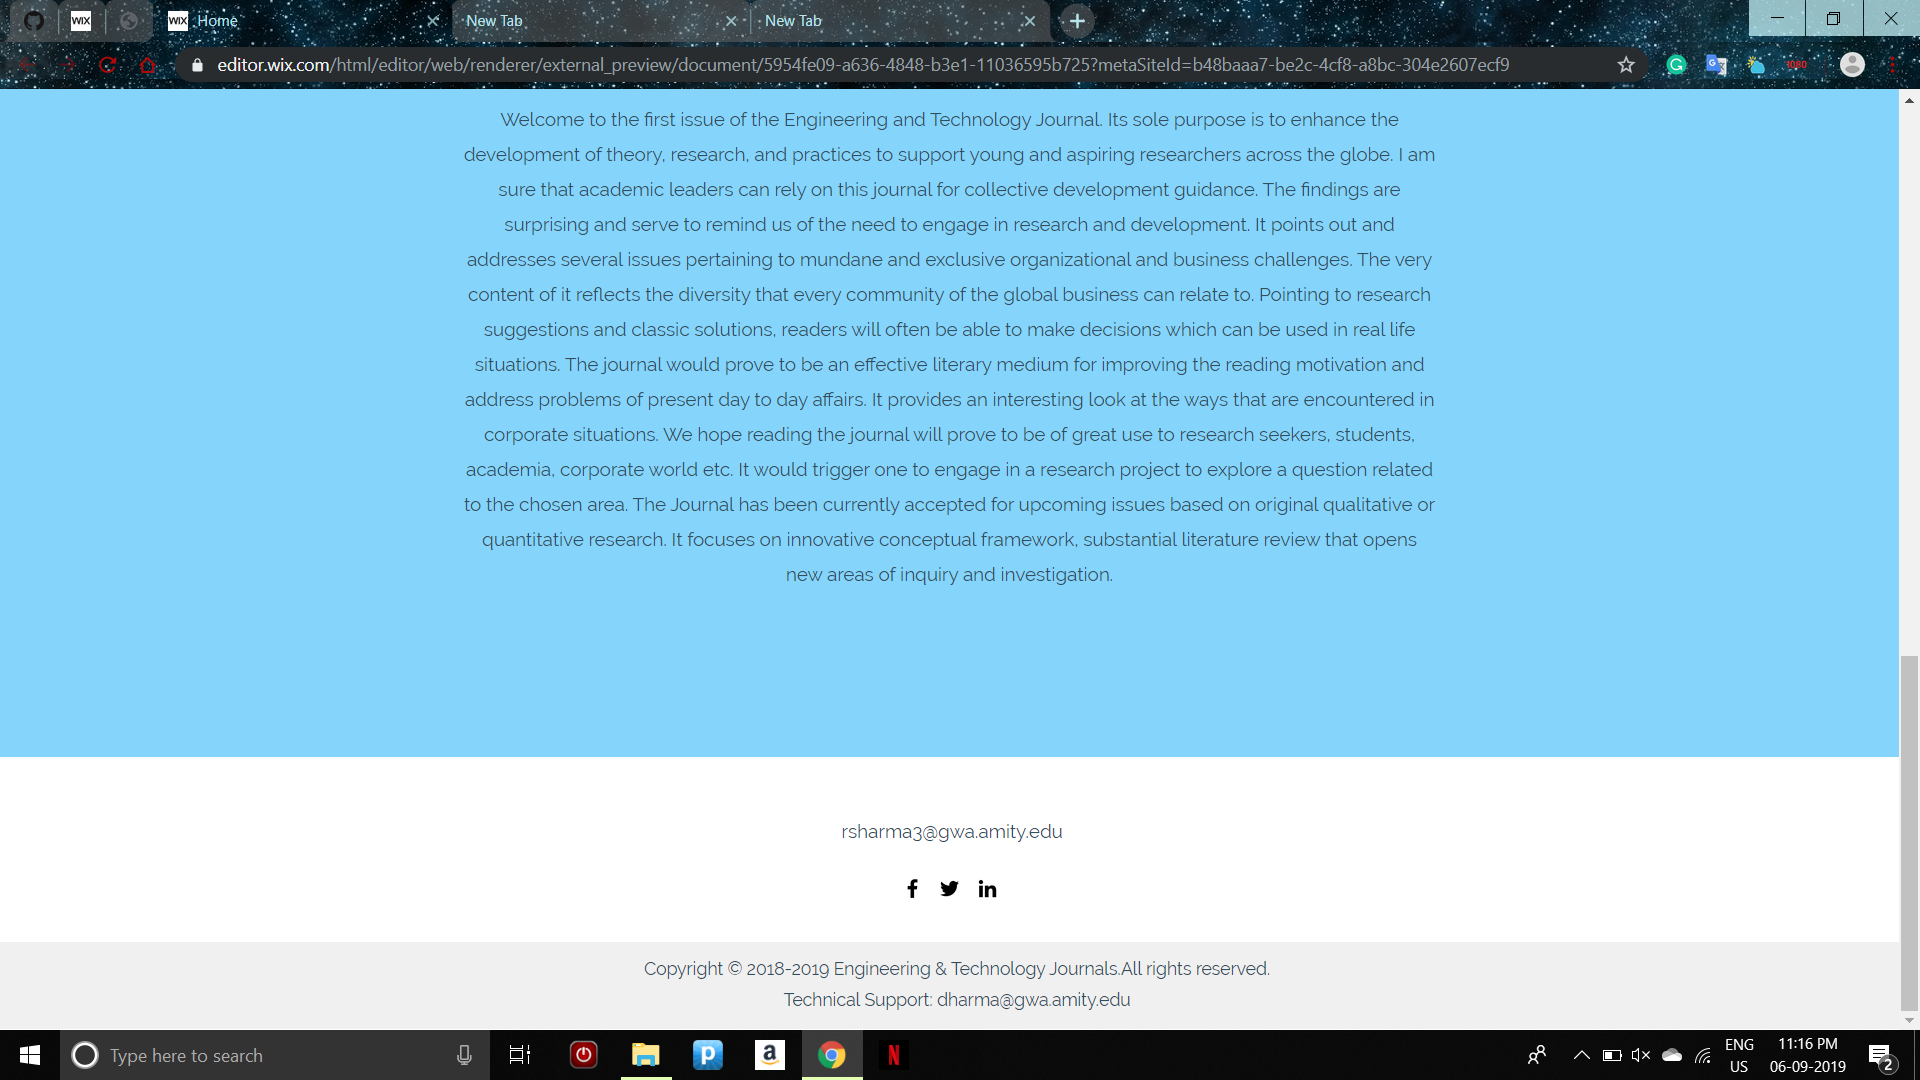 WIX
WIX Home
New Tab
New Tab
editor.wix.com/html/editor/web/renderer/external_preview/document/5954fe09-a636-4848-b3e1-11036595b725?metaSiteId=b48baaa7-be2c-4cf8-a8bc-304e2607ecf9
Welcome to the first issue of the Engineering and Technology Journal. Its sole purpose is to enhance the
development of theory, research, and practices to support young and aspiring researchers across the globe. I am
sure that academic leaders can rely on this journal for collective development guidance. The findings are
surprising and serve to remind us of the need to engage in research and development. It points out and
addresses several issues pertaining to mundane and exclusive organizational and business challenges. The very
content of it reflects the diversity that every community of the global business can relate to. Pointing to research
suggestions and classic solutions, readers will often be able to make decisions which can be used in real life
situations. The journal would prove to be an effective literary medium for improving the reading motivation and
address problems of present day to day affairs. It provides an interesting look at the ways that are encountered in
corporate situations. We hope reading the journal will prove to be of great use to research seekers, students,
academia, corporate world etc. It would trigger one to engage in a research project to explore a question related
to the chosen area. The Journal has been currently accepted for upcoming issues based on original qualitative or
quantitative research. It focuses on innovative conceptual framework, substantial literature review that opens
new areas of inquiry and investigation.
rsharma3@gwa.amity.edu
Copyright © 2018-2019 Engineering & Technology Journals.All rights reserved.
Technical Support: dharma@gwa.amity.edu
Type here to search
ENG
US
11:16 PM
06-09-2019
2